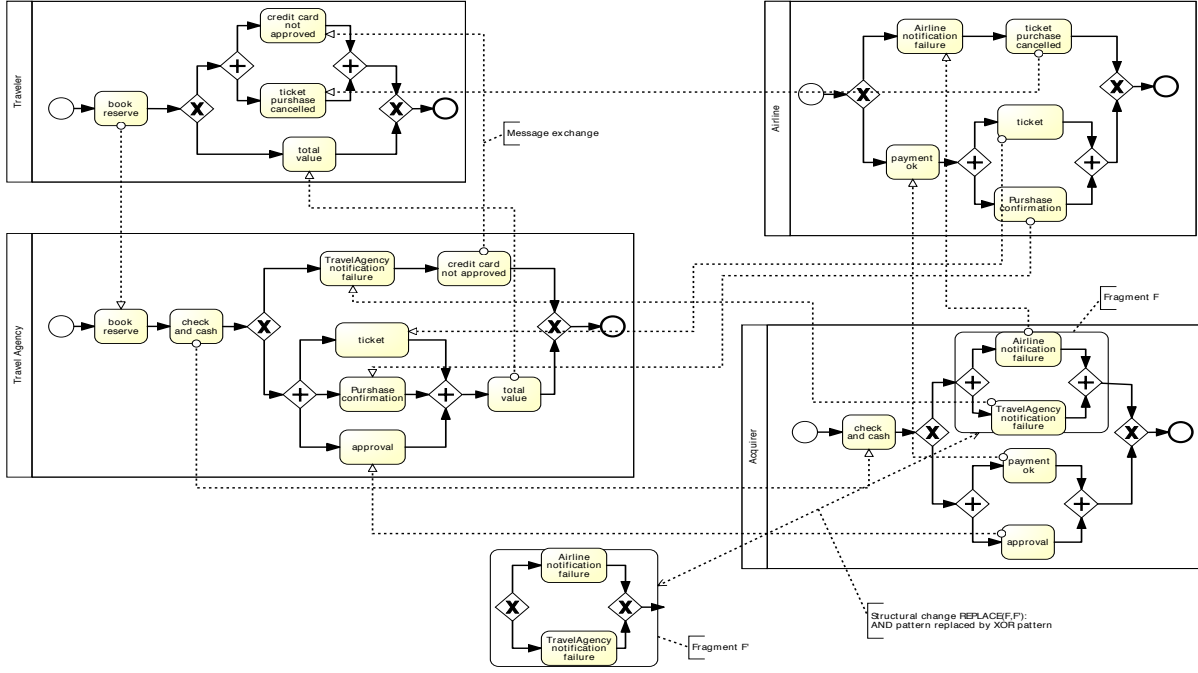 Traveler
book
reserve
credit card
not
approved
ticket
purshase
cancelled
total
value
Message exchange
Airline
Airline
notification
failure
ticket
purchase
cancelled
payment
ok
ticket
Purshase
confirmation
Travel Agency
book
reserve
check
and cash
TravelAgency
notification
failure
credit card
not approved
ticket
Purshase
confirmation
approval
total
value
Fragment F
Acquirer
check
and cash
Airline
notification
failure
TravelAgency
notification
failure
payment
ok
approval
Airline
notification
failure
TravelAgency
notification
failure
Fragment F'
Structural change REPLACE(F,F'):
AND pattern replaced by XOR pattern